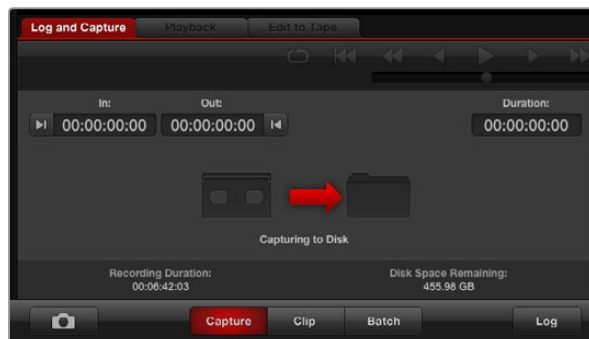 Log and Capture Playback Edit to Tape
In: Out: Duration:
00:00:00:00 00:00:00:00 00:00:00:00
Capturing to Disk
Recording Duration: Disk Space Remaining:
00:06:42:03 455.98 GB
Capture Clip Batch Log